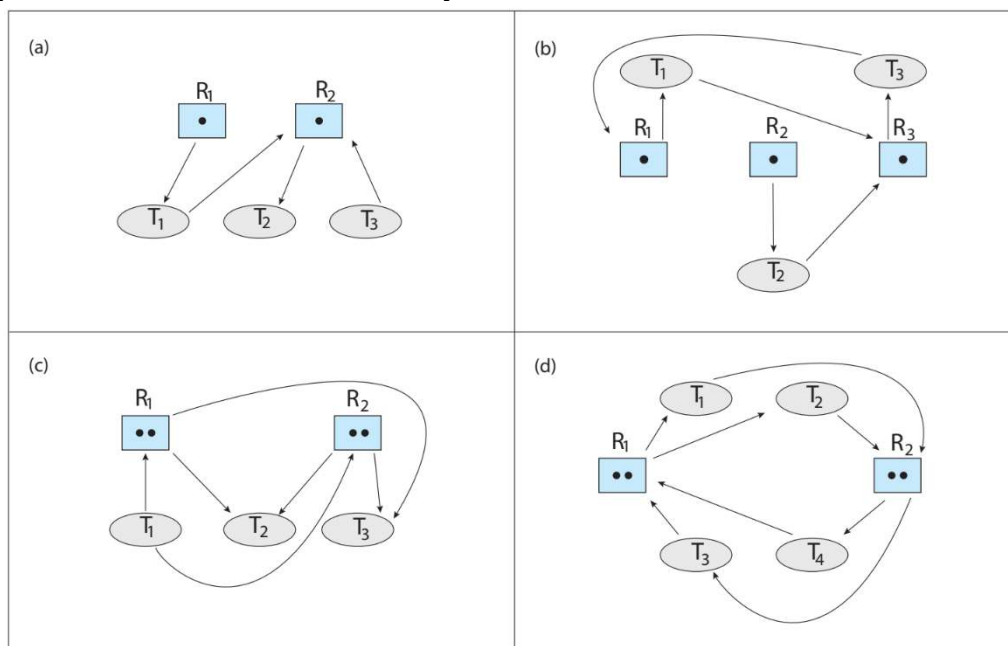 (a)
R₁ R₂
T₁ T₂ T₃
(b)
T₁ T₃
R₁ R₂ R₃
T₂
(c)
R₁ R₂
T₁ T₂ T₃
(d)
T₁ T₂
R₁ R₂
T₃ T₄